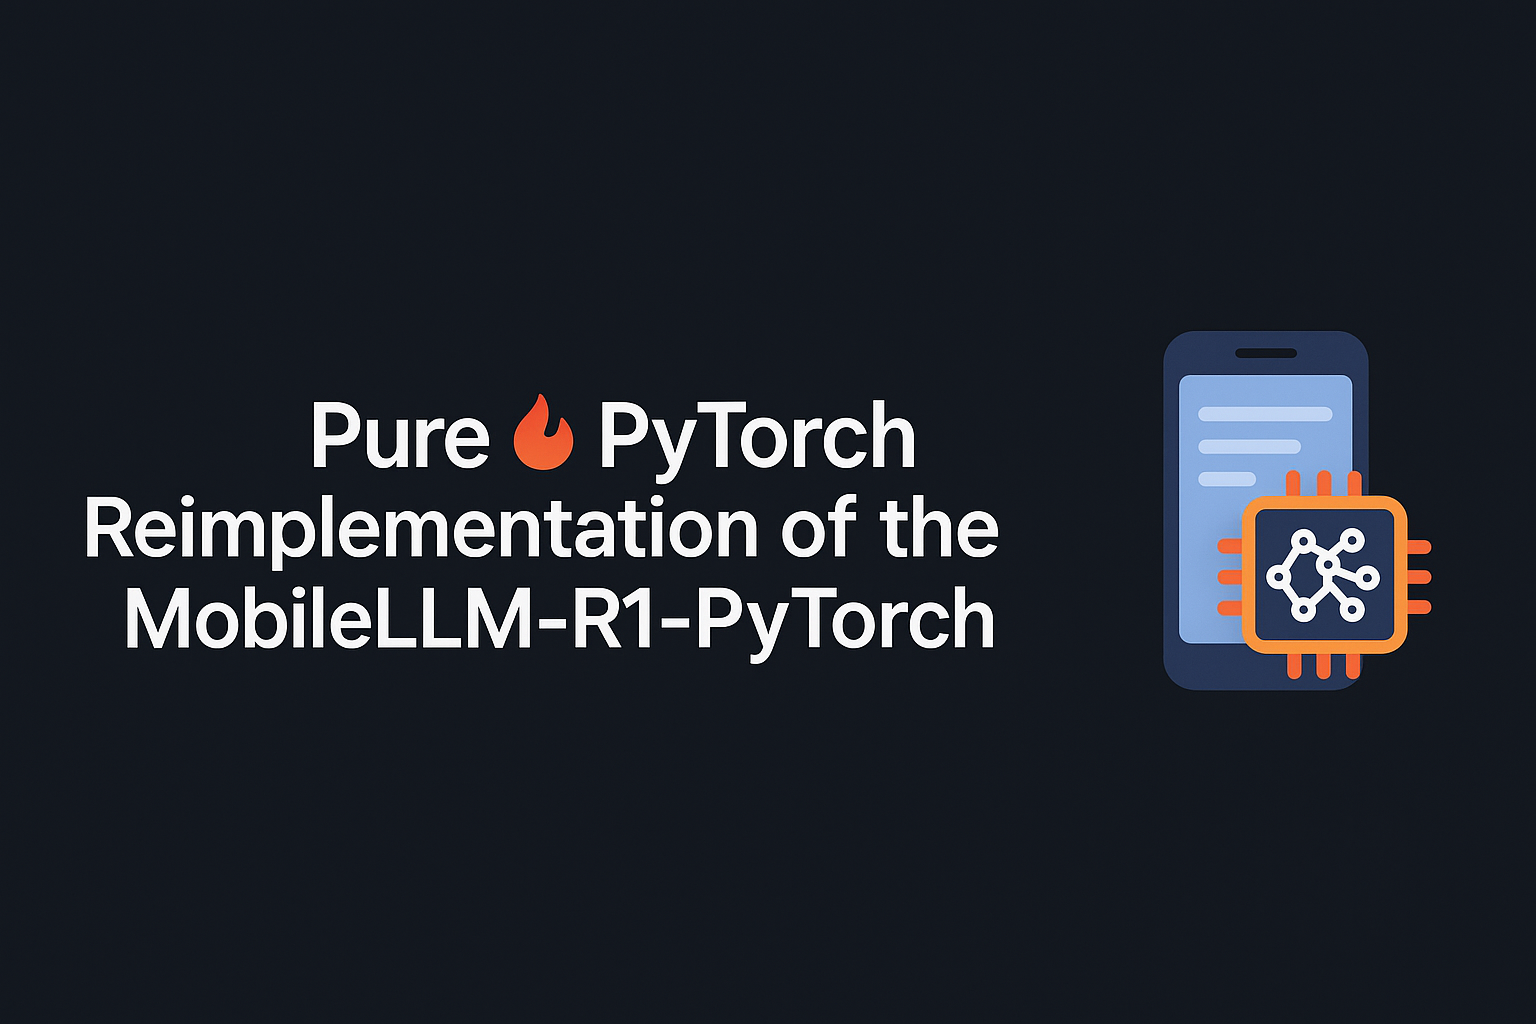 Pure 🔥 PyTorch
Reimplementation of the
MobileLLM-R1-PyTorch